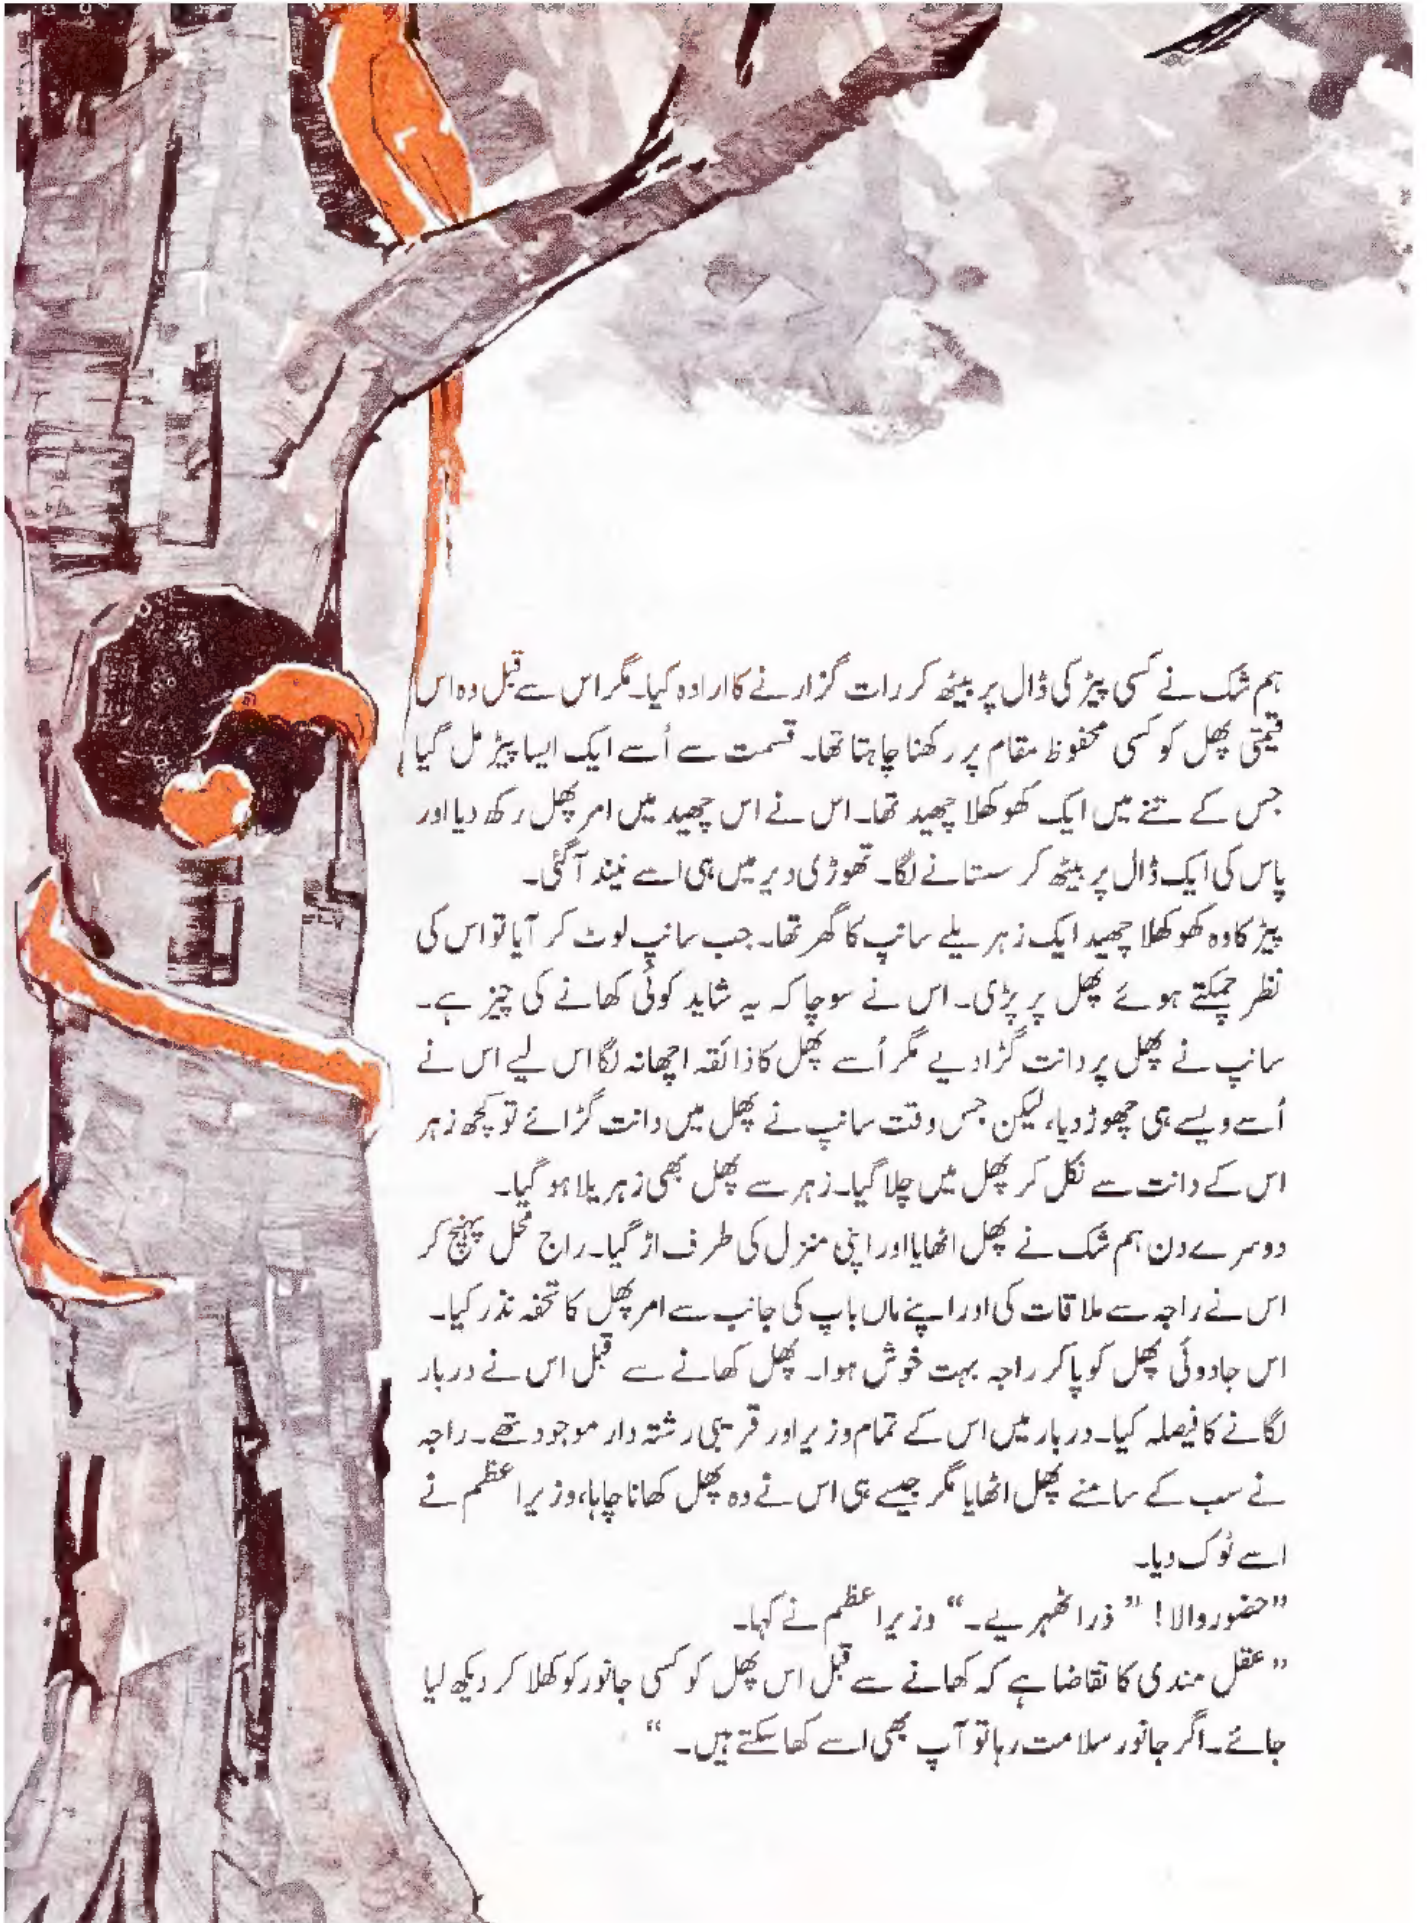 ہم شک نے کسی پیڑ کی ڈال پر بیٹھ کر رات گزارنے کا ارادہ کیا۔ مگر اس سے قبل وہ اس
قیمتی پھل کو کسی محفوظ مقام پر رکھنا چاہتا تھا۔ قسمت سے اُسے ایک ایسا پیڑ مل گیا
جس کے تنے میں ایک کھوکھلا چھید تھا۔ اس نے اس چھید میں امر پھل رکھ دیا اور
پاس کی ایک ڈال پر بیٹھ کر سستانے لگا۔ تھوڑی دیر میں ہی اسے نیند آگئی۔
پیڑ کا وہ کھوکھلا چھید ایک زہریلے سانپ کا گھر تھا۔ جب سانپ لوٹ کر آیا تو اس کی
نظر چمکتے ہوئے پھل پر پڑی۔ اس نے سوچا کہ یہ شاید کوئی کھانے کی چیز ہے۔
سانپ نے پھل پر دانت گڑا دیے مگر اُسے پھل کا ذائقہ اچھا نہ لگا اس لیے اس نے
اُسے ویسے ہی چھوڑ دیا، لیکن جس وقت سانپ نے پھل میں دانت گڑائے تو کچھ زہر
اس کے دانت سے نکل کر پھل میں چلا گیا۔ زہر سے پھل بھی زہریلا ہو گیا۔
دوسرے دن ہم شک نے پھل اٹھایا اور اپنی منزل کی طرف اڑ گیا۔ راج محل پہنچ کر
اس نے راجہ سے ملاقات کی اور اپنے ماں باپ کی جانب سے امر پھل کا تحفہ نذر کیا۔
اس جادوئی پھل کو پاکر راجہ بہت خوش ہوا۔ پھل کھانے سے قبل اس نے دربار
لگانے کا فیصلہ کیا۔ دربار میں اس کے تمام وزیر اور قریبی رشتہ دار موجود تھے۔ راجہ
نے سب کے سامنے پھل اٹھایا مگر جیسے ہی اس نے وہ پھل کھانا چاہا، وزیر اعظم نے
اسے ٹوک دیا۔
”حضور والا! ” ذرا ٹھہریے۔“ وزیر اعظم نے کہا۔
”عقل مندی کا تقاضا ہے کہ کھانے سے قبل اس پھل کو کسی جانور کو کھلا کر دیکھ لیا
جائے۔ اگر جانور سلامت رہا تو آپ بھی اسے کھا سکتے ہیں۔“